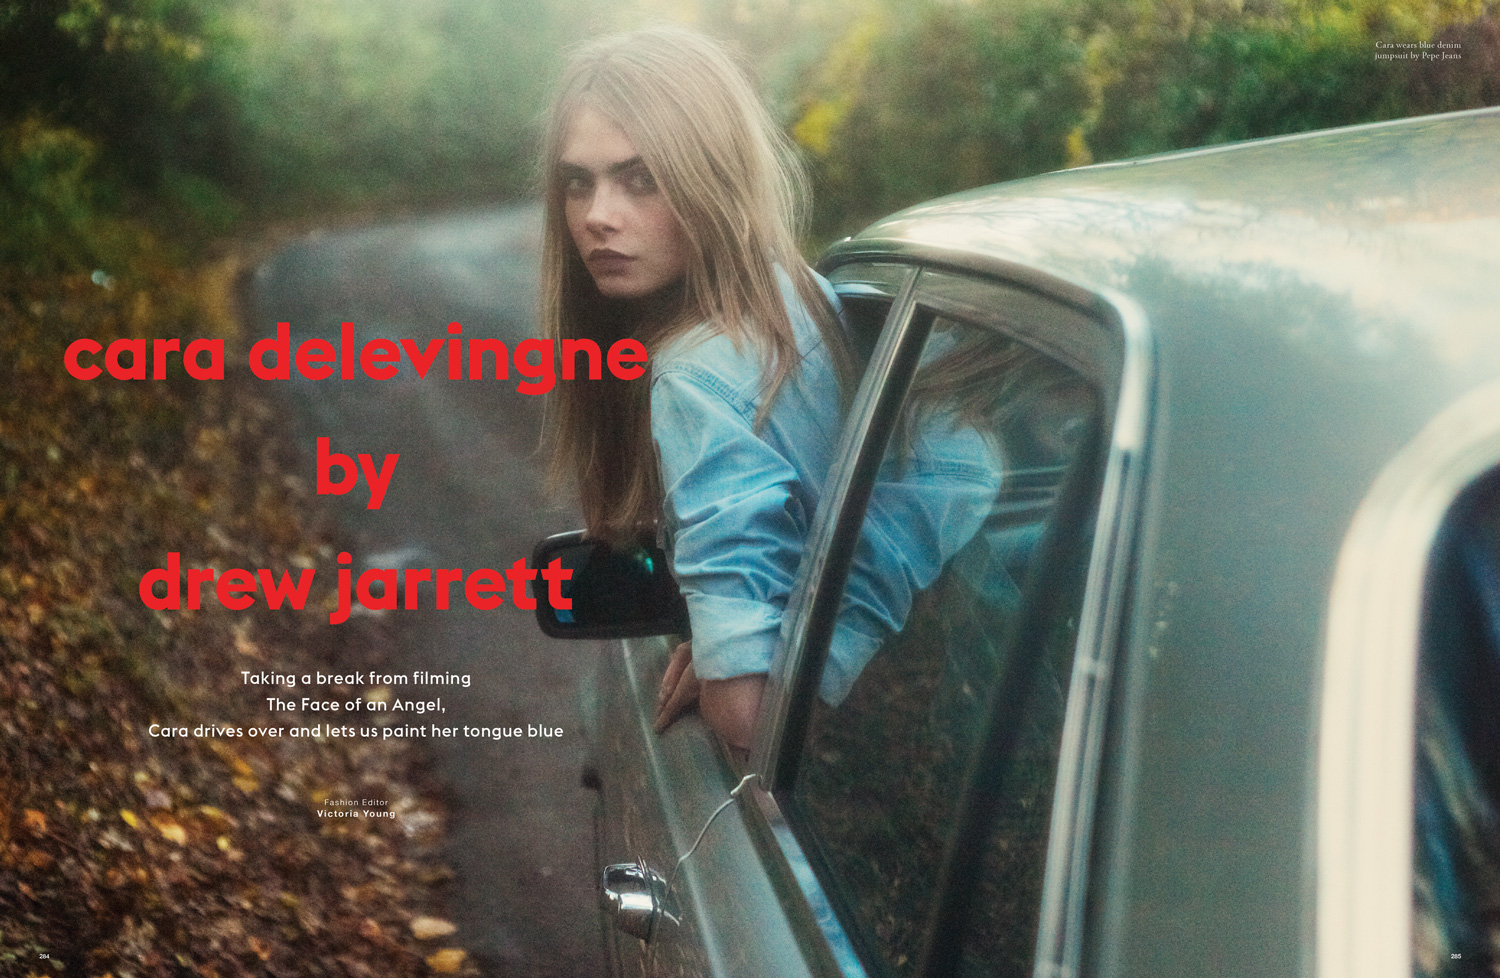 Cara wears blue denim
jumpsuit by Pepe Jeans
cara delevingne
by
drew jarrett
Taking a break from filming
The Face of an Angel,
Cara drives over and lets us paint her tongue blue
Fashion Editor
Victoria Young
284
285